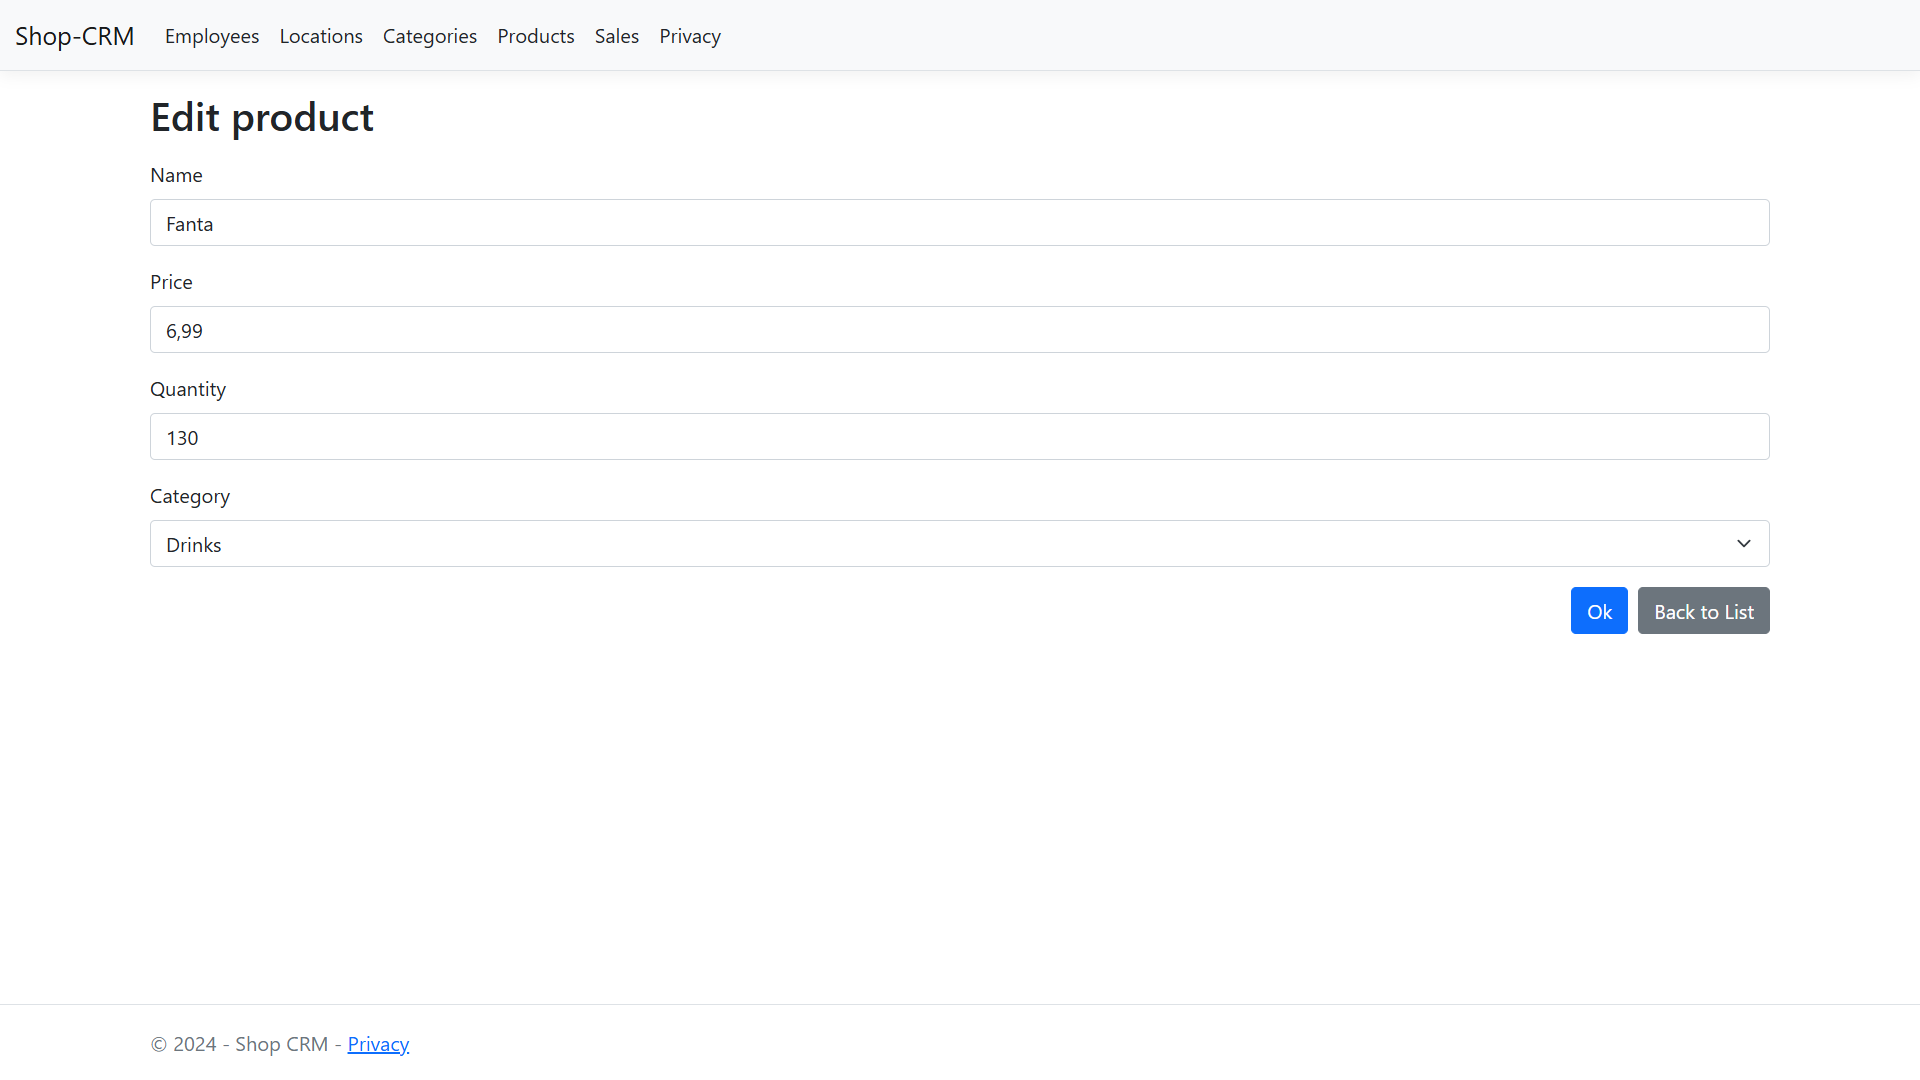 Shop-CRM Employees Locations Categories Products Sales Privacy
Edit product
Name
Fanta
Price
6,99
Quantity
130
Category
Drinks
Ok Back to List
© 2024 - Shop CRM - Privacy